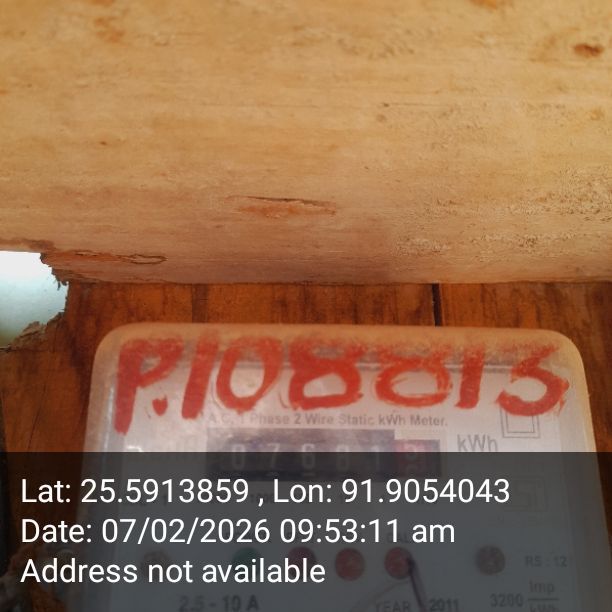 P.108813
A.C. 1 Phase 2 Wire Static kWh Meter.
kWh
Lat: 25.5913859 , Lon: 91.9054043
Date: 07/02/2026 09:53:11 am
Address not available
2.5 - 10 A
YEAR 2011
3200 imp